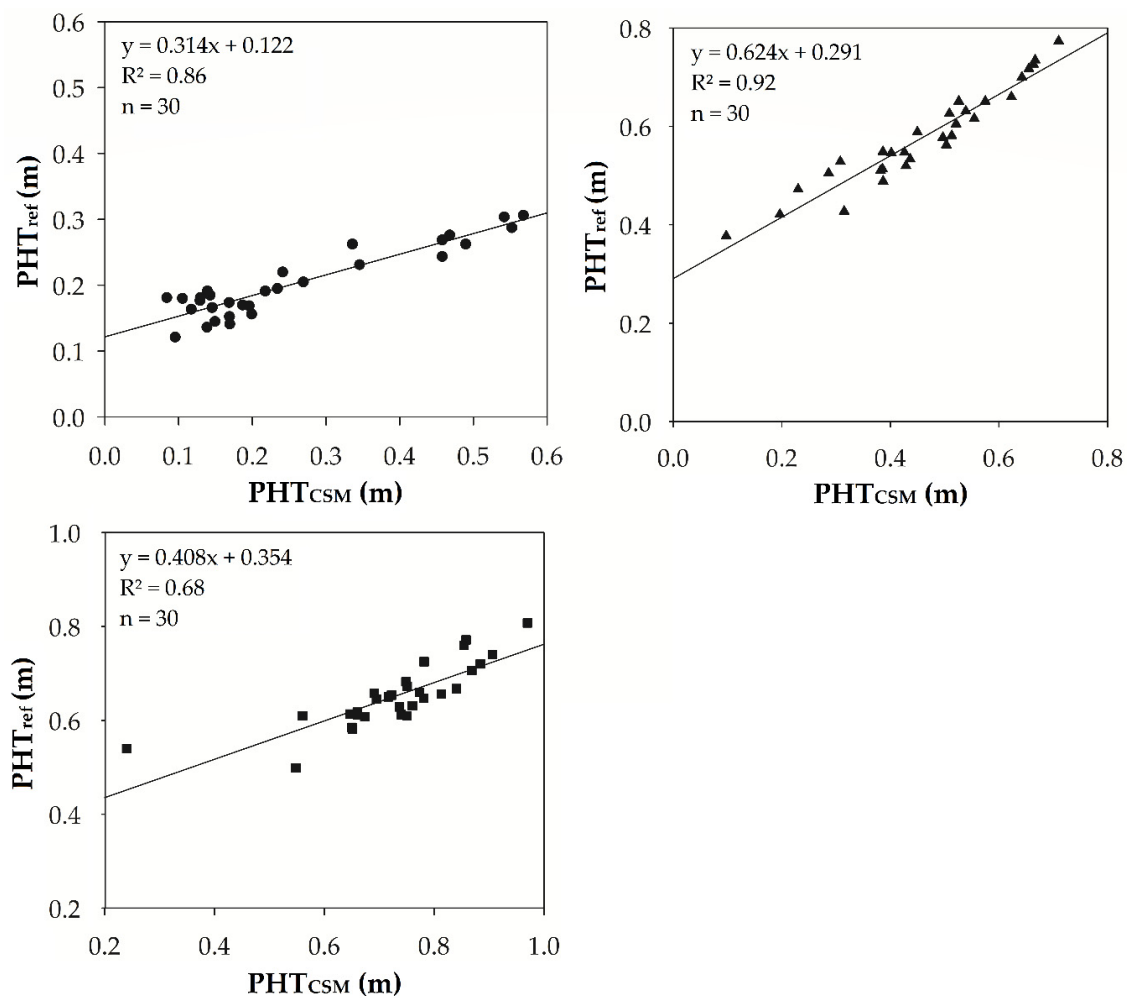 y = 0.314x + 0.122
R² = 0.86
n = 30
0.6
0.5
0.4
0.3
0.2
0.1
0.0
PHTref (m)
0.0 0.1 0.2 0.3 0.4 0.5 0.6
PHTCSM (m)
y = 0.624x + 0.291
R² = 0.92
n = 30
0.8
0.6
0.4
0.2
0.0
PHTref (m)
0.0 0.2 0.4 0.6 0.8
PHTCSM (m)
y = 0.408x + 0.354
R² = 0.68
n = 30
1.0
0.8
0.6
0.4
0.2
PHTref (m)
0.2 0.4 0.6 0.8 1.0
PHTCSM (m)